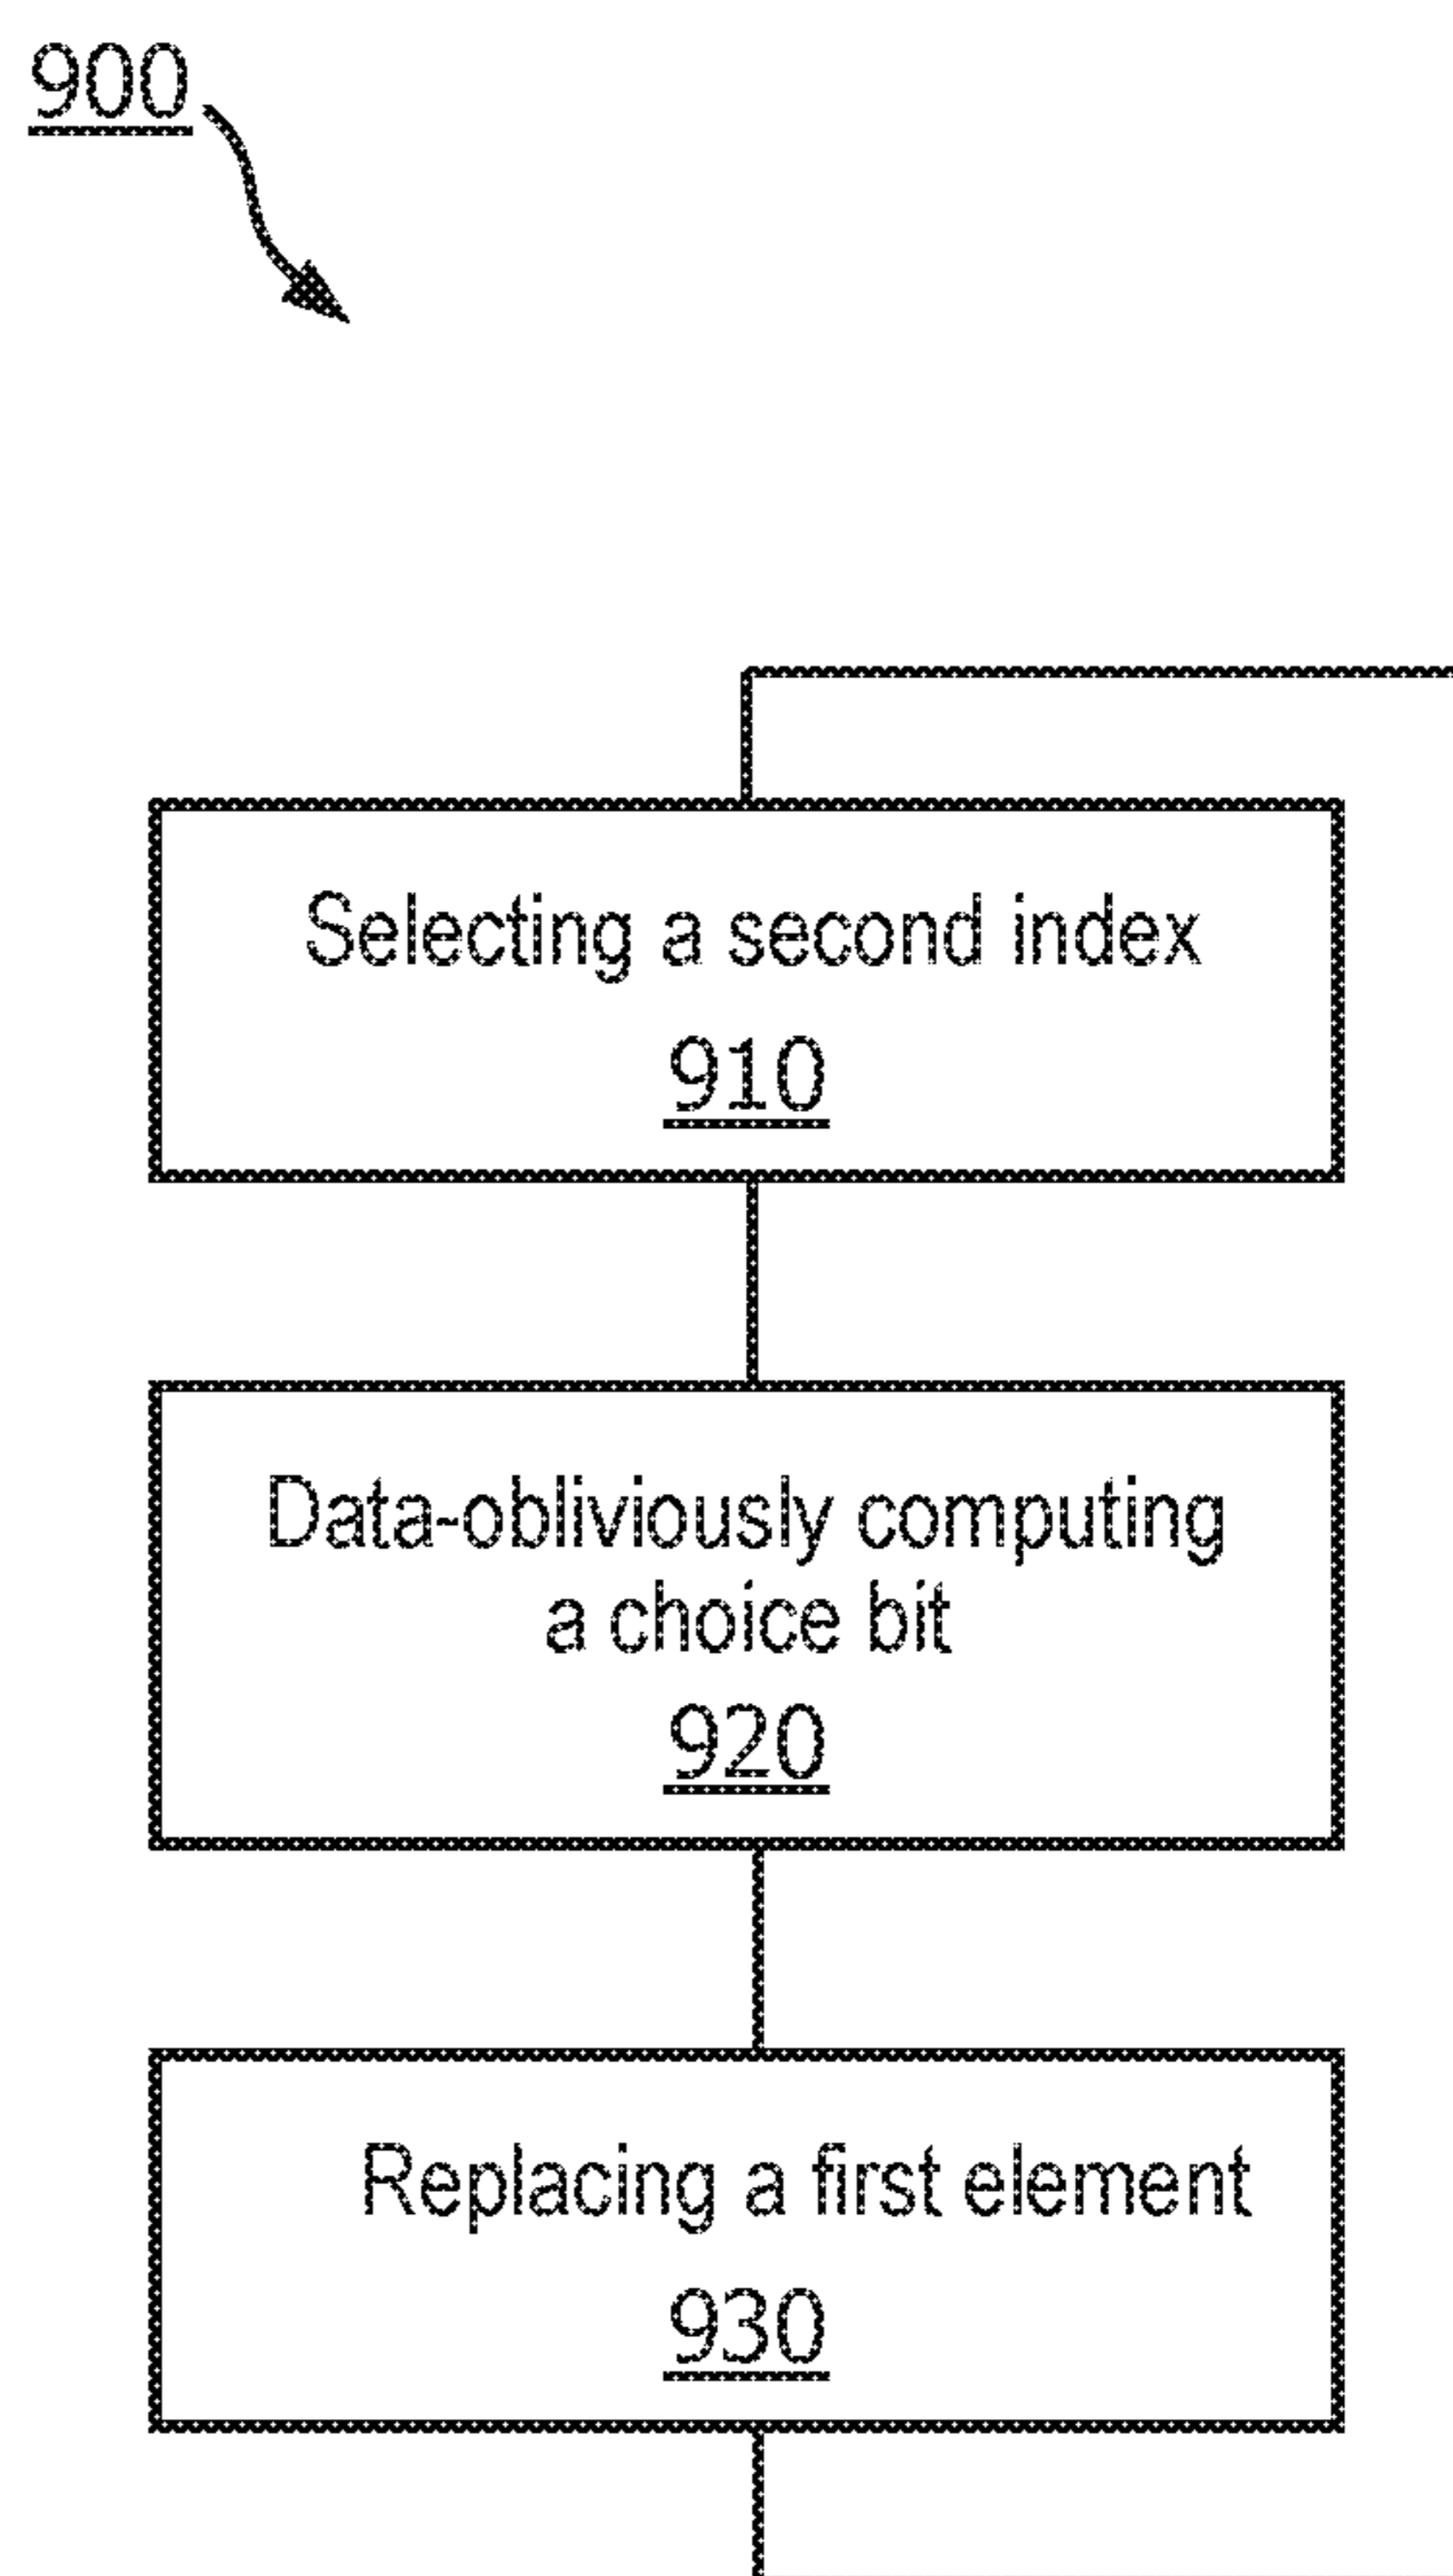 900
Selecting a second index
910
Data-obliviously computing
a choice bit
920
Replacing a first element
930